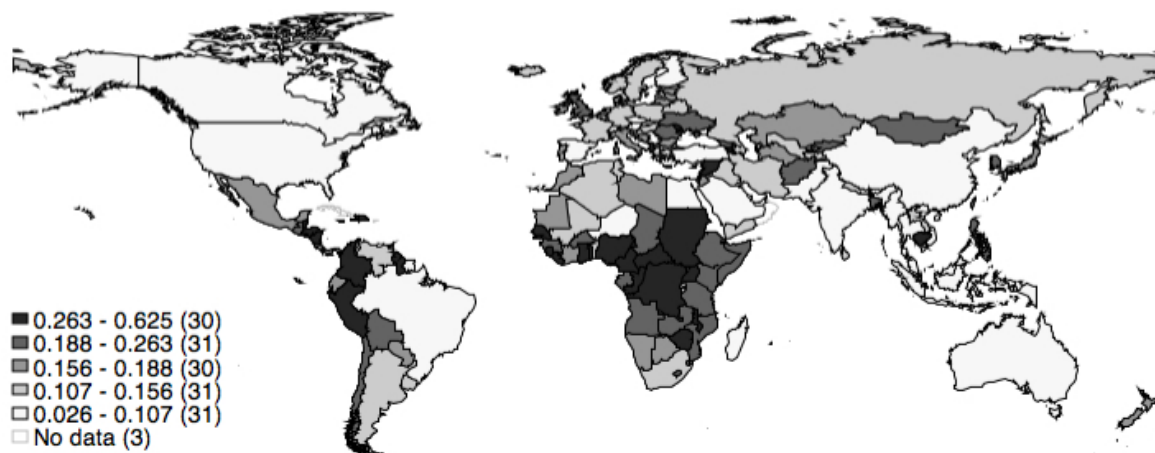 0.263 - 0.625 (30)
0.188 - 0.263 (31)
0.156 - 0.188 (30)
0.107 - 0.156 (31)
0.026 - 0.107 (31)
No data (3)